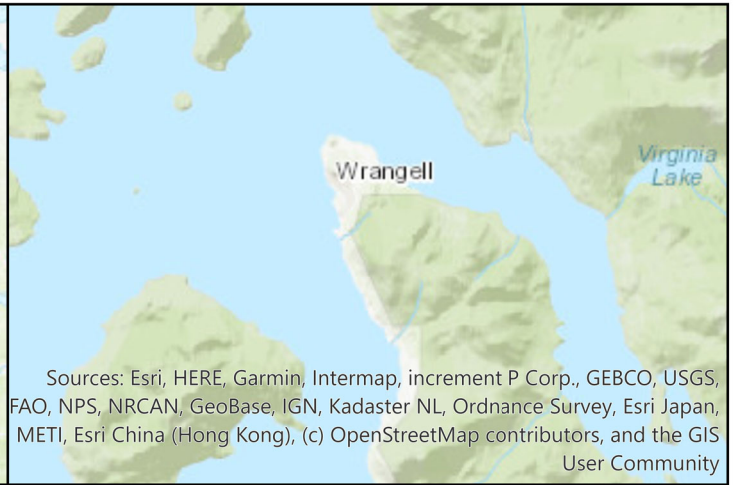 Wrangell
Virginia
Lake
Sources: Esri, HERE, Garmin, Intermap, increment P Corp., GEBCO, USGS,
FAO, NPS, NRCAN, GeoBase, IGN, Kadaster NL, Ordnance Survey, Esri Japan,
METI, Esri China (Hong Kong), (c) OpenStreetMap contributors, and the GIS
User Community